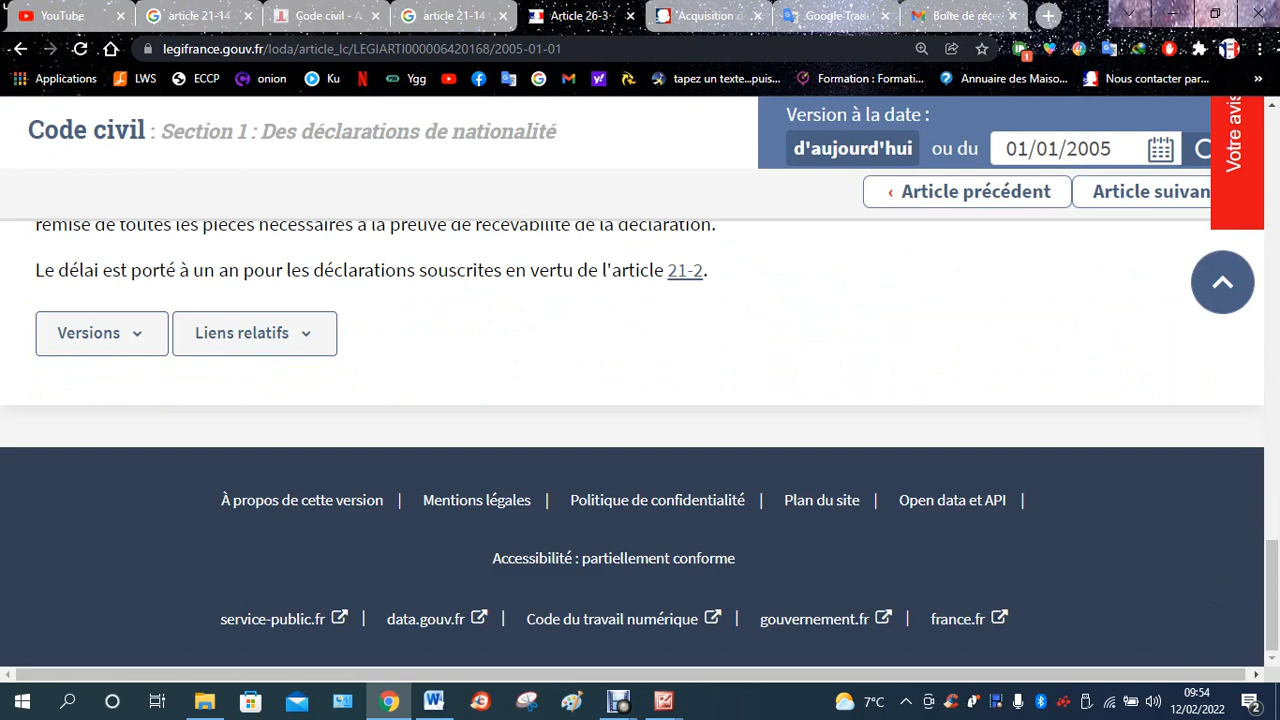 YouTube
article 21-14
Code civil - A
article 21-14
Article 26-3
'Acquisition d
Google Trad
Boîte de réce
legifrance.gouv.fr/loda/article_lc/LEGIARTI000006420168/2005-01-01
Applications
LWS
ECCP
onion
Ku
Ygg
tapez un texte...puis...
Formation : Formati...
Annuaire des Maiso...
Nous contacter par...
»
Code civil : Section 1 : Des déclarations de nationalité
Version à la date :
d'aujourd'hui ou du 01/01/2005
Votre avis
Article précédent
Article suivan
remise de toutes les pièces nécessaires à la preuve de recevabilité de la déclaration.
Le délai est porté à un an pour les déclarations souscrites en vertu de l'article 21-2.
Versions
Liens relatifs
À propos de cette version | Mentions légales | Politique de confidentialité | Plan du site | Open data et API |
Accessibilité : partiellement conforme
service-public.fr | data.gouv.fr | Code du travail numérique | gouvernement.fr | france.fr
7°C
09:54
12/02/2022
2